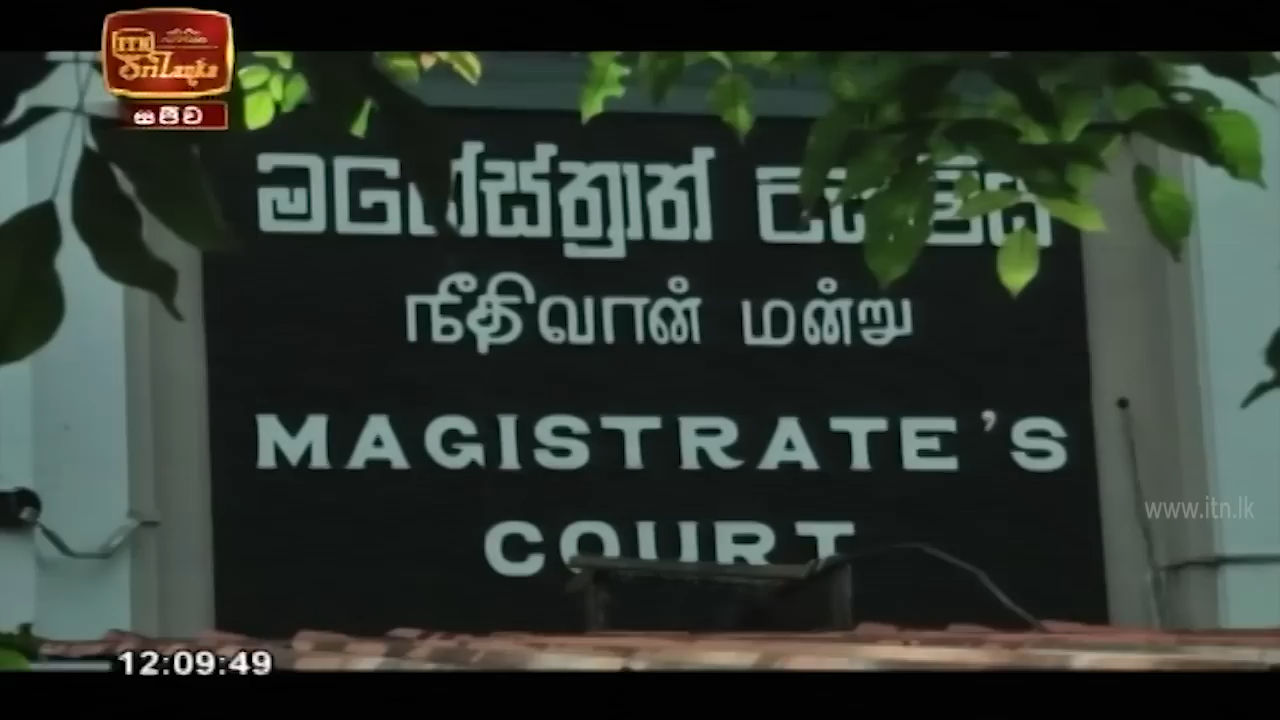 ITN
Sri Lanka
සජීව
මහේස්ත්‍රාත්
நீதிவான் மன்று
MAGISTRATE'S
COURT
www.itn.lk
12:09:49